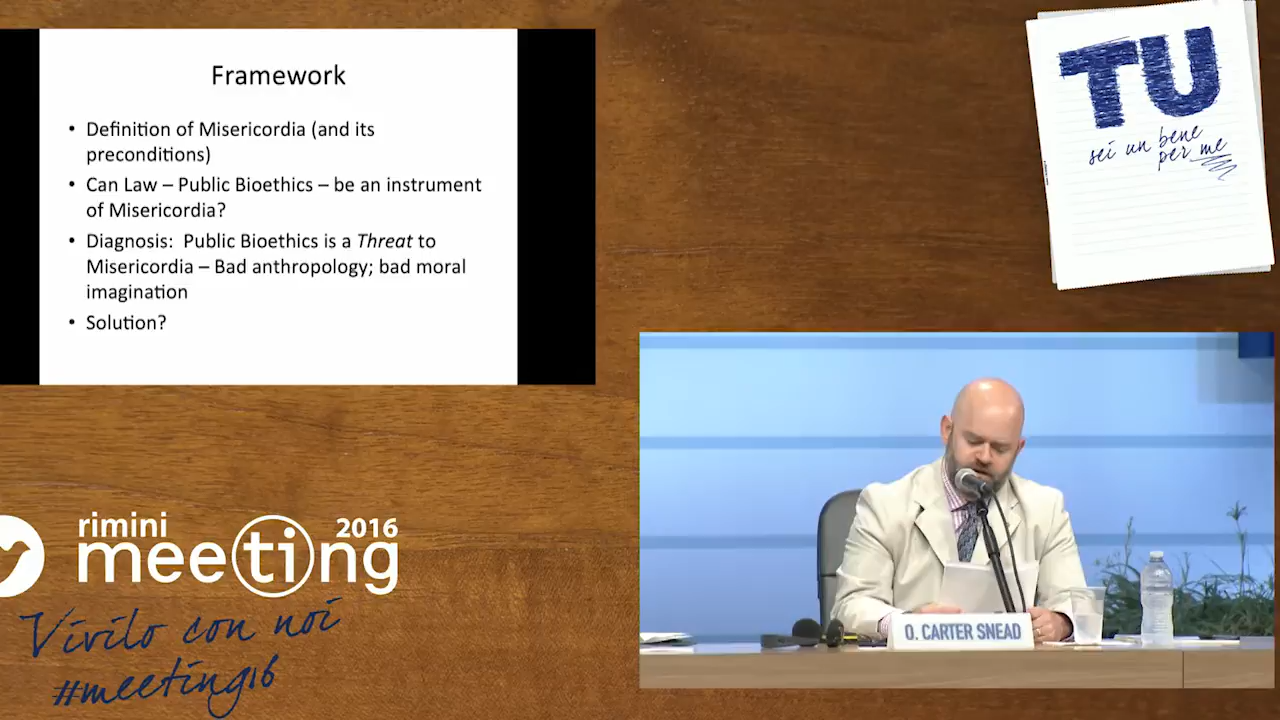 Framework
• Definition of Misericordia (and its
preconditions)
• Can Law – Public Bioethics – be an instrument
of Misericordia?
• Diagnosis: Public Bioethics is a Threat to
Misericordia – Bad anthropology; bad moral
imagination
• Solution?
TU
sei un bene
per me
O. CARTER SNEAD
rimini 2016
meeting
Vivilo con noi
#meeting16